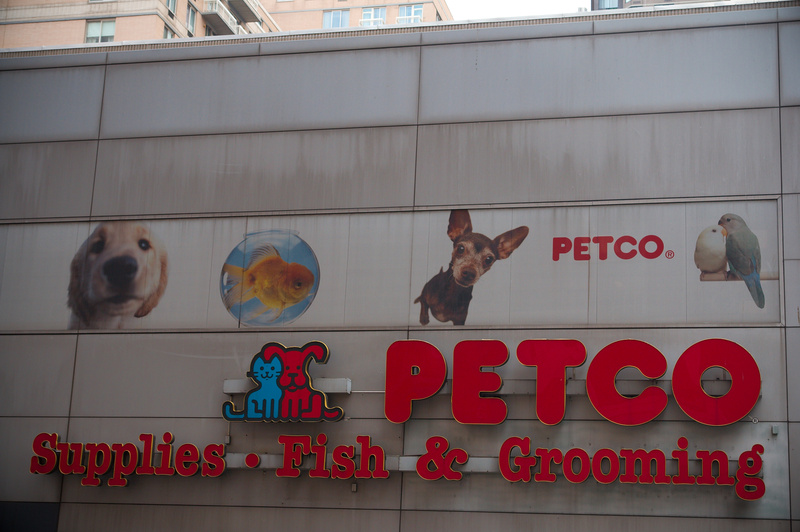 PETCO®
PETCO
Supplies · Fish & Grooming